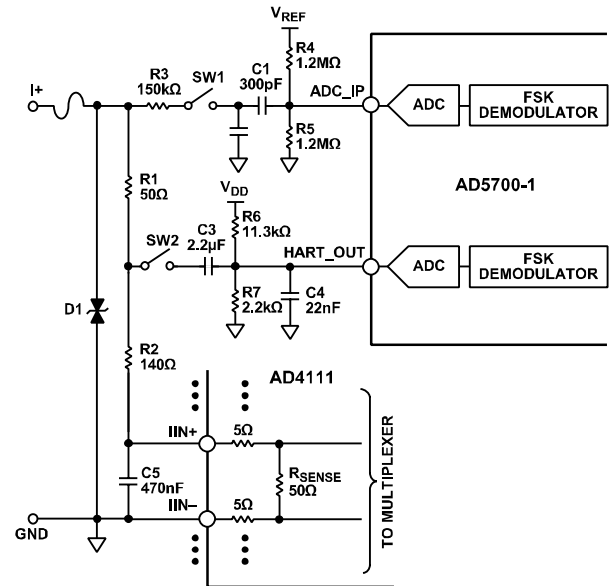 VREF
I+
R3
150kΩ
SW1
C1
300pF
R4
1.2MΩ
ADC_IP
R5
1.2MΩ
ADC
FSK
DEMODULATOR
AD5700-1
R1
50Ω
VDD
SW2
C3
2.2µF
R6
11.3kΩ
HART_OUT
R7
2.2kΩ
C4
22nF
ADC
FSK
DEMODULATOR
D1
R2
140Ω
AD4111
IIN+
5Ω
C5
470nF
RSENSE
50Ω
IIN–
5Ω
GND
TO MULTIPLEXER